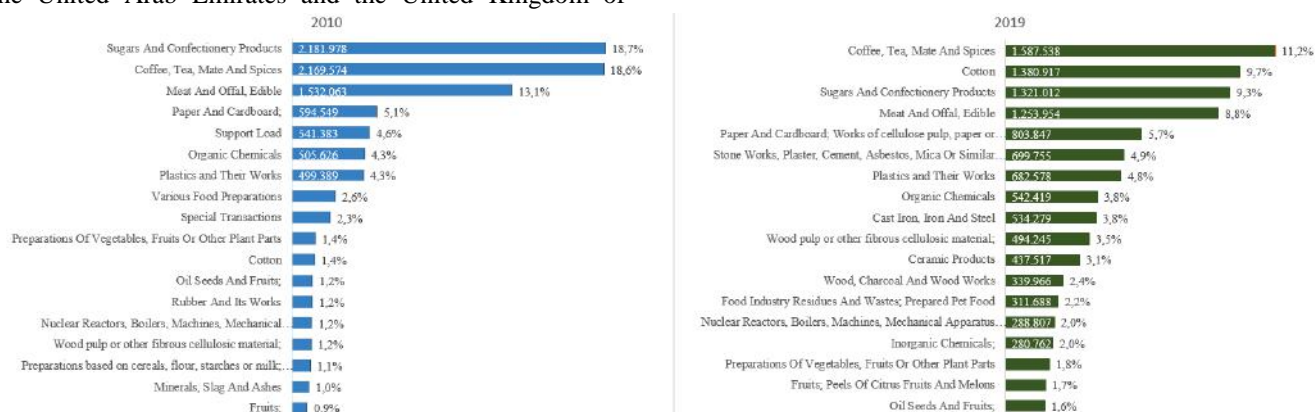 he United Arab Emirates and the United Kingdom of
2010
Sugars And Confectionery Products 2.181.978 18,7%
Coffee, Tea, Mate And Spices 2.169.574 18,6%
Meat And Offal, Edible 1.532.063 13,1%
Paper And Cardboard; 594.549 5,1%
Support Load 541.383 4,6%
Organic Chemicals 505.626 4,3%
Plastics and Their Works 499.389 4,3%
Various Food Preparations 2,6%
Special Transactions 2,3%
Preparations Of Vegetables, Fruits Or Other Plant Parts 1,4%
Cotton 1,4%
Oil Seeds And Fruits; 1,2%
Rubber And Its Works 1,2%
Nuclear Reactors, Boilers, Machines, Mechanical... 1,2%
Wood pulp or other fibrous cellulosic material; 1,2%
Preparations based on cereals, flour, starches or milk;... 1,1%
Minerals, Slag And Ashes 1,0%
Fruits; 0,9%
2019
Coffee, Tea, Mate And Spices 1.587.538 11,2%
Cotton 1.380.917 9,7%
Sugars And Confectionery Products 1.321.012 9,3%
Meat And Offal, Edible 1.253.954 8,8%
Paper And Cardboard; Works of cellulose pulp, paper or... 803.847 5,7%
Stone Works, Plaster, Cement, Asbestos, Mica Or Similar... 699.755 4,9%
Plastics and Their Works 682.578 4,8%
Organic Chemicals 542.419 3,8%
Cast Iron, Iron And Steel 534.279 3,8%
Wood pulp or other fibrous cellulosic material; 494.245 3,5%
Ceramic Products 437.517 3,1%
Wood, Charcoal And Wood Works 339.966 2,4%
Food Industry Residues And Wastes; Prepared Pet Food 311.688 2,2%
Nuclear Reactors, Boilers, Machines, Mechanical Apparatus... 288.807 2,0%
Inorganic Chemicals; 280.762 2,0%
Preparations Of Vegetables, Fruits Or Other Plant Parts 1,8%
Fruits; Peels Of Citrus Fruits And Melons 1,7%
Oil Seeds And Fruits; 1,6%